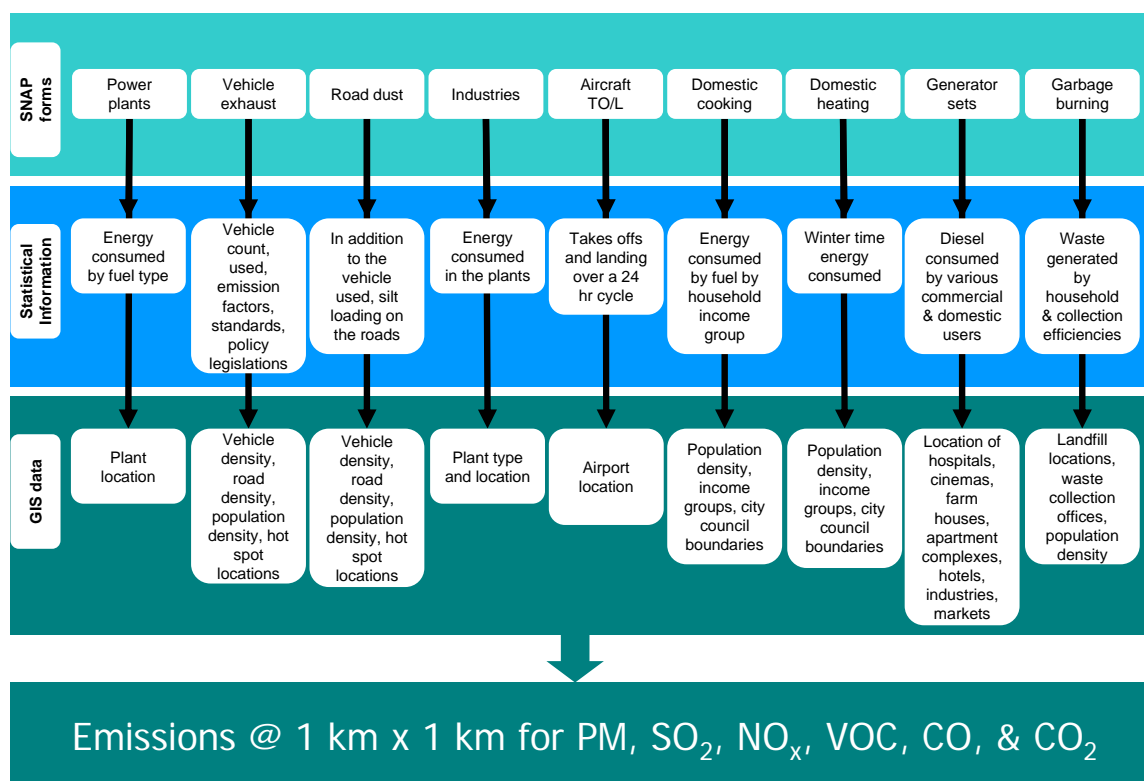 SNAP
forms
Power
plants
Vehicle
exhaust
Road dust
Industries
Aircraft
TO/L
Domestic
cooking
Domestic
heating
Generator
sets
Garbage
burning
Statistical
Information
Energy
consumed
by fuel type
Vehicle
count,
used,
emission
factors,
standards,
policy
legislations
In addition
to the
vehicle
used, silt
loading on
the roads
Energy
consumed
in the plants
Takes offs
and landing
over a 24
hr cycle
Energy
consumed
by fuel by
household
income
group
Winter time
energy
consumed
Diesel
consumed
by various
commercial
& domestic
users
Waste
generated
by
household
& collection
efficiencies
GIS data
Plant
location
Vehicle
density,
road
density,
population
density, hot
spot
locations
Vehicle
density,
road
density,
population
density, hot
spot
locations
Plant type
and location
Airport
location
Population
density,
income
groups, city
council
boundaries
Population
density,
income
groups, city
council
boundaries
Location of
hospitals,
cinemas,
farm
houses,
apartment
complexes,
hotels,
industries,
markets
Landfill
locations,
waste
collection
offices,
population
density
Emissions @ 1 km x 1 km for PM, SO₂, NOₓ, VOC, CO, & CO₂